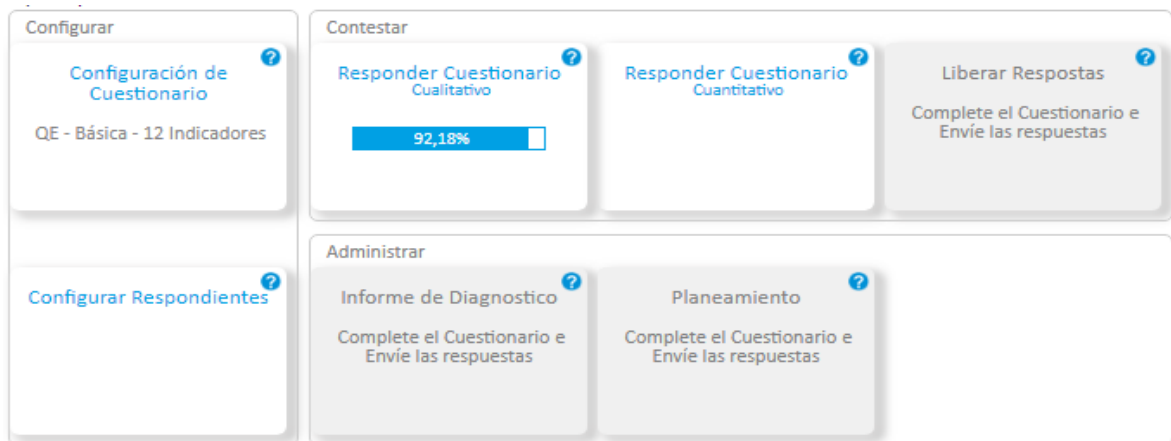 Configurar
Configuración de
Cuestionario
QE - Básica - 12 Indicadores
Configurar Respondientes
Contestar
Responder Cuestionario
Cualitativo
92,18%
Responder Cuestionario
Cuantitativo
Liberar Respostas
Complete el Cuestionario e
Envíe las respuestas
Administrar
Informe de Diagnostico
Complete el Cuestionario e
Envíe las respuestas
Planeamiento
Complete el Cuestionario e
Envíe las respuestas